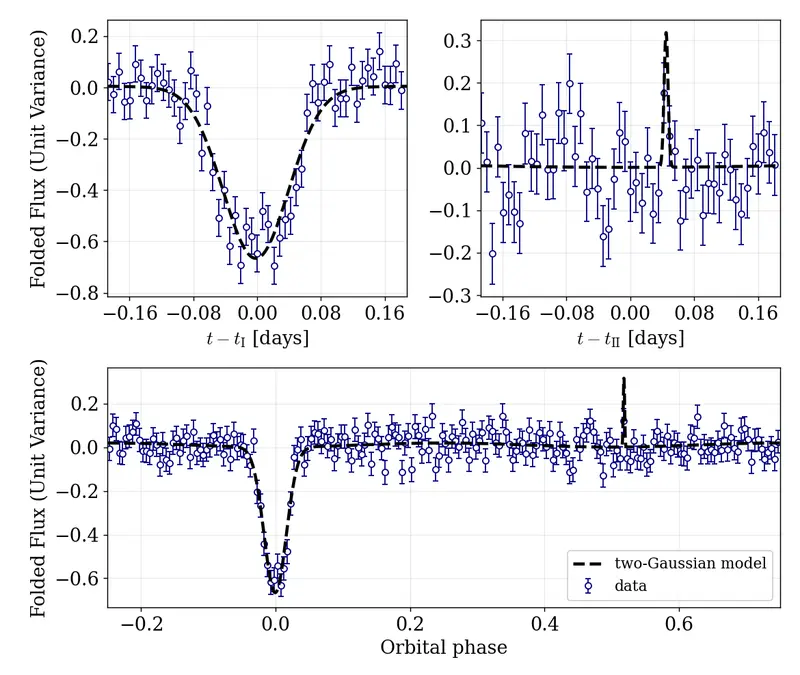 Folded Flux (Unit Variance)
0.2
0.0
−0.2
−0.4
−0.6
−0.8
−0.16 −0.08 0.00 0.08 0.16
t − t_I [days]
0.3
0.2
0.1
0.0
−0.1
−0.2
−0.3
−0.16 −0.08 0.00 0.08 0.16
t − t_II [days]
Folded Flux (Unit Variance)
0.2
0.0
−0.2
−0.4
−0.6
−0.2 0.0 0.2 0.4 0.6
Orbital phase
two-Gaussian model
data